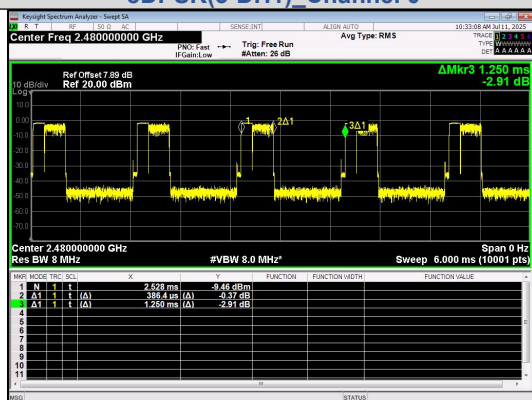 Keysight Spectrum Analyzer - Swept SA
R T RF 50 Ω AC SENSE:INT ALIGN AUTO 10:33:08 AM Jul 11, 2025
Center Freq 2.480000000 GHz Avg Type: RMS TRACE 1 2 3 4 5 6
PNO: Fast Trig: Free Run TYPE WWWWWW
IFGain:Low #Atten: 26 dB DET A A A A A A
ΔMkr3 1.250 ms
Ref Offset 7.89 dB
10 dB/div Ref 20.00 dBm -2.91 dB
Log
10.0
0.00 1 2Δ1 3Δ1
-10.0
-20.0
-30.0
-40.0
-50.0
-60.0
-70.0
Center 2.480000000 GHz Span 0 Hz
Res BW 8 MHz #VBW 8.0 MHz* Sweep 6.000 ms (10001 pts)
MKR MODE TRC SCL X Y FUNCTION FUNCTION WIDTH FUNCTION VALUE
1 N 1 t 2.528 ms -9.46 dBm
2 Δ1 1 t (Δ) 386.4 µs (Δ) -0.37 dB
3 Δ1 1 t (Δ) 1.250 ms (Δ) -2.91 dB
4
5
6
7
8
9
10
11
MSG STATUS